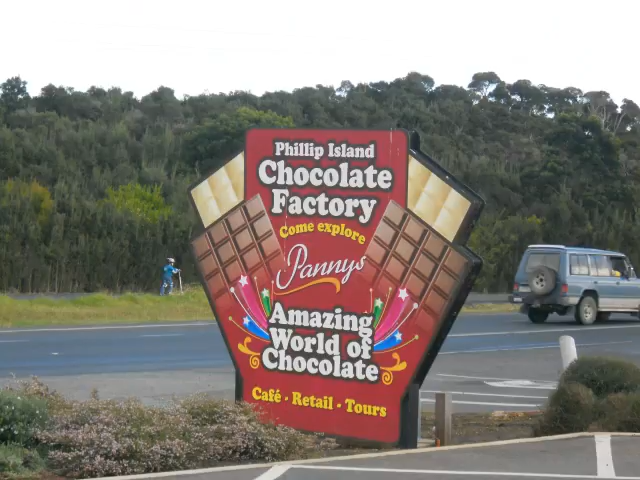 Phillip Island
Chocolate
Factory
Come explore
Pannys
Amazing
World of
Chocolate
Café - Retail - Tours